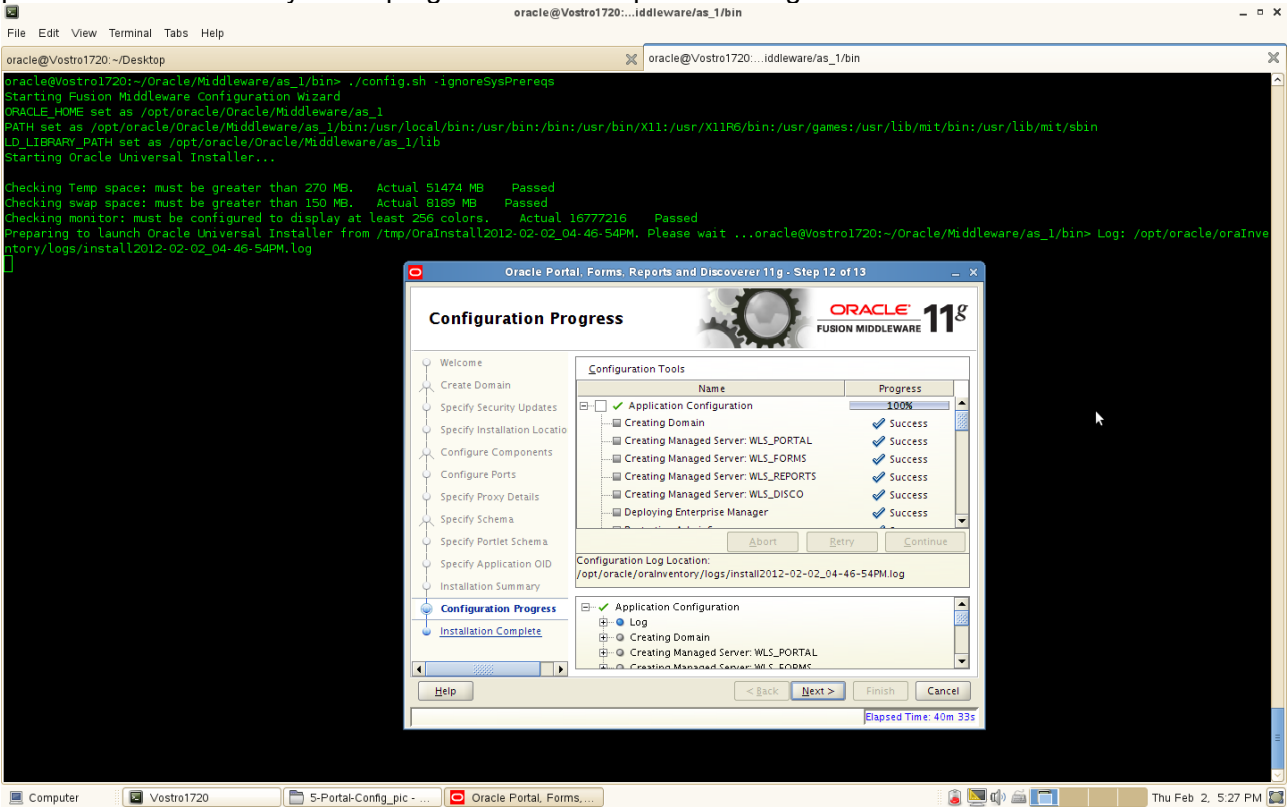 oracle@Vostro1720:...iddleware/as_1/bin
File Edit View Terminal Tabs Help
oracle@Vostro1720:~/Desktop
oracle@Vostro1720:...iddleware/as_1/bin
oracle@Vostro1720:~/Oracle/Middleware/as_1/bin> ./config.sh -ignoreSysPrereqs
Starting Fusion Middleware Configuration Wizard
ORACLE_HOME set as /opt/oracle/Oracle/Middleware/as_1
PATH set as /opt/oracle/Oracle/Middleware/as_1/bin:/usr/local/bin:/usr/bin:/bin:/usr/bin/X11:/usr/X11R6/bin:/usr/games:/usr/lib/mit/bin:/usr/lib/mit/sbin
LD_LIBRARY_PATH set as /opt/oracle/Oracle/Middleware/as_1/lib
Starting Oracle Universal Installer...
Checking Temp space: must be greater than 270 MB. Actual 51474 MB Passed
Checking swap space: must be greater than 150 MB. Actual 8189 MB Passed
Checking monitor: must be configured to display at least 256 colors. Actual 16777216 Passed
Preparing to launch Oracle Universal Installer from /tmp/OraInstall2012-02-02_04-46-54PM. Please wait ...oracle@Vostro1720:~/Oracle/Middleware/as_1/bin> Log: /opt/oracle/oraInve
ntory/logs/install2012-02-02_04-46-54PM.log
Oracle Portal, Forms, Reports and Discoverer 11g - Step 12 of 13
Configuration Progress
ORACLE
FUSION MIDDLEWARE 11g
Welcome
Create Domain
Specify Security Updates
Specify Installation Locatio
Configure Components
Configure Ports
Specify Proxy Details
Specify Schema
Specify Portlet Schema
Specify Application OID
Installation Summary
Configuration Progress
Installation Complete
Configuration Tools
Name Progress
Application Configuration 100%
Creating Domain Success
Creating Managed Server: WLS_PORTAL Success
Creating Managed Server: WLS_FORMS Success
Creating Managed Server: WLS_REPORTS Success
Creating Managed Server: WLS_DISCO Success
Deploying Enterprise Manager Success
Abort Retry Continue
Configuration Log Location:
/opt/oracle/oraInventory/logs/install2012-02-02_04-46-54PM.log
Application Configuration
Log
Creating Domain
Creating Managed Server: WLS_PORTAL
Creating Managed Server: WLS_FORMS
Help < Back Next > Finish Cancel
Elapsed Time: 40m 33s
Computer Vostro1720 5-Portal-Config_pic - ... Oracle Portal, Forms,... Thu Feb 2, 5:27 PM